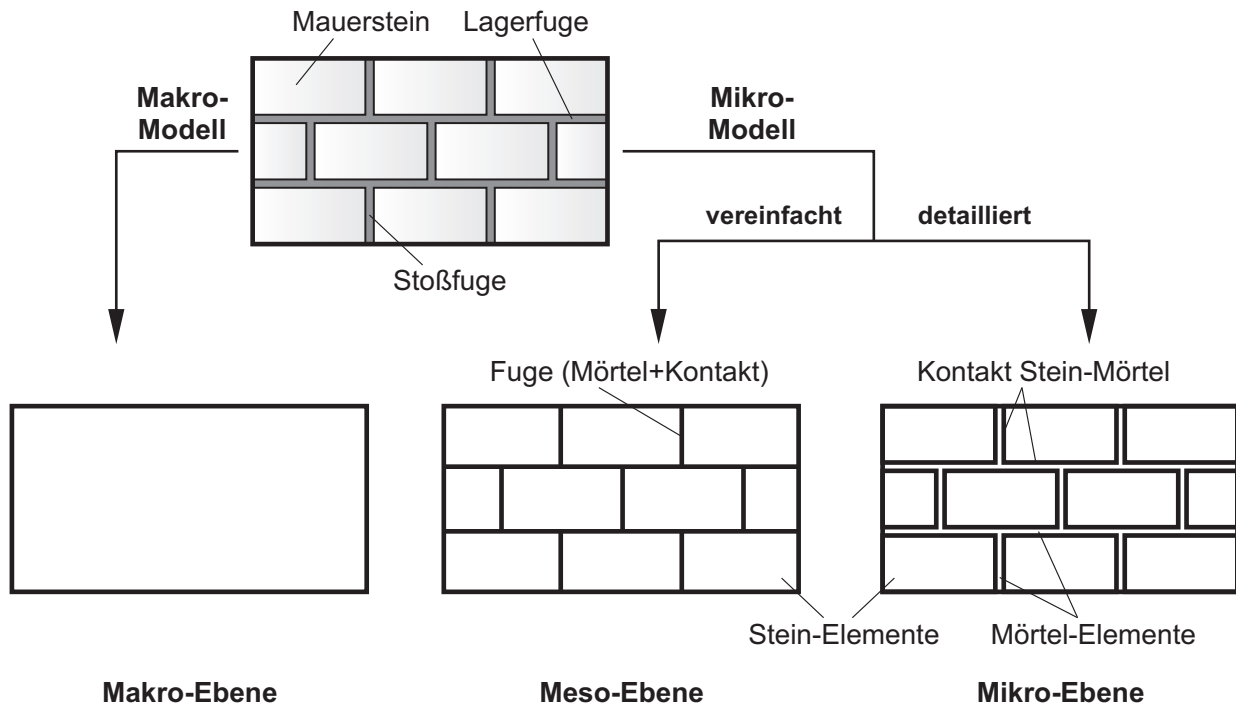 Mauerstein
Lagerfuge
Makro-
Modell
Mikro-
Modell
vereinfacht
detailliert
Stoßfuge
Fuge (Mörtel+Kontakt)
Kontakt Stein-Mörtel
Stein-Elemente
Mörtel-Elemente
Makro-Ebene
Meso-Ebene
Mikro-Ebene